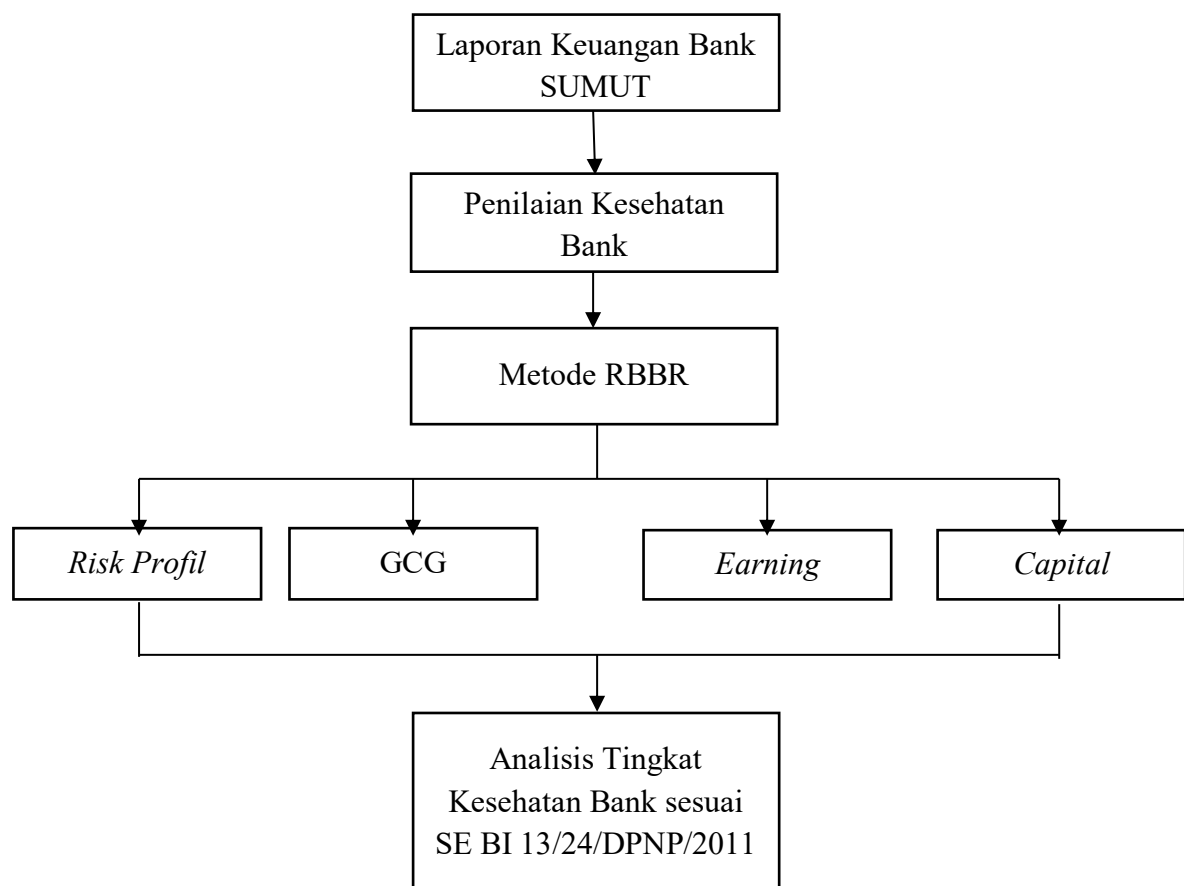 Laporan Keuangan Bank
SUMUT
Penilaian Kesehatan
Bank
Metode RBBR
Risk Profil
GCG
Earning
Capital
Analisis Tingkat
Kesehatan Bank sesuai
SE BI 13/24/DPNP/2011